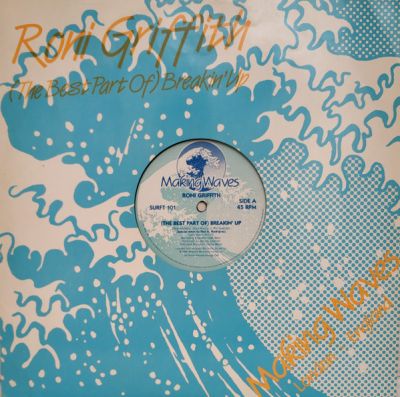 Roni Griffith
(The Best Part Of) Breakin' Up
Making Waves
RONI GRIFFITH
SURFT 101
SIDE A
45 RPM
(THE BEST PART OF) BREAKIN' UP
Making Waves
London England